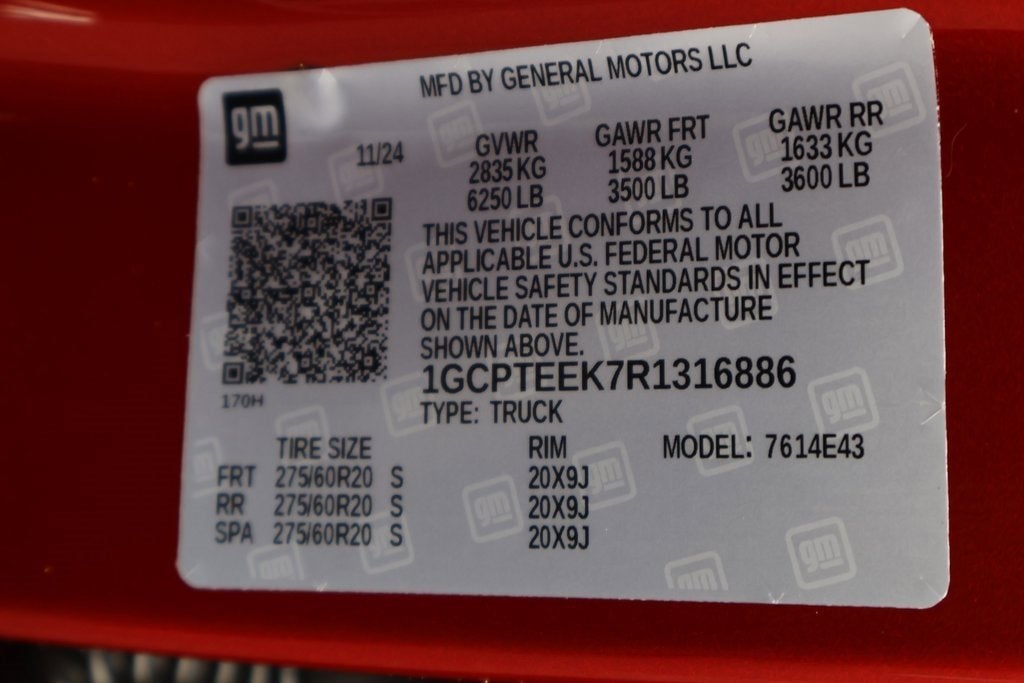 MFD BY GENERAL MOTORS LLC
gm
11/24
GVWR GAWR FRT GAWR RR
2835 KG 1588 KG 1633 KG
6250 LB 3500 LB 3600 LB
THIS VEHICLE CONFORMS TO ALL
APPLICABLE U.S. FEDERAL MOTOR
VEHICLE SAFETY STANDARDS IN EFFECT
ON THE DATE OF MANUFACTURE
SHOWN ABOVE.
170H
1GCPTEEK7R1316886
TYPE: TRUCK
TIRE SIZE RIM MODEL: 7614E43
FRT 275/60R20 S 20X9J
RR 275/60R20 S 20X9J
SPA 275/60R20 S 20X9J